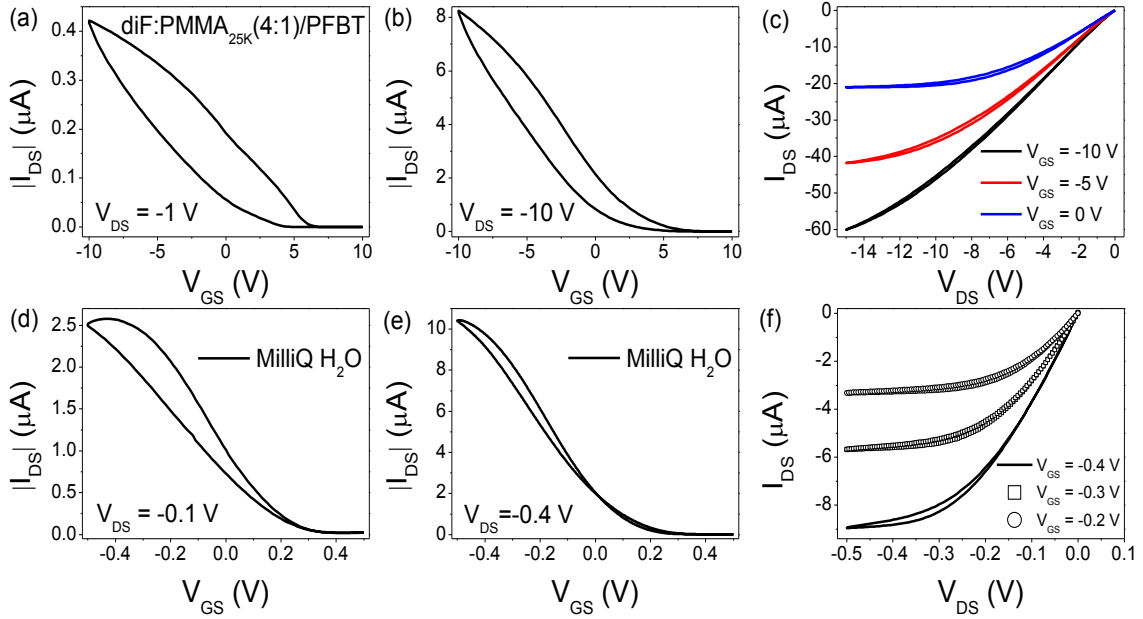 (a)
diF:PMMA25K(4:1)/PFBT
|IDS| (μA)
0.4
0.3
0.2
0.1
0.0
VDS = -1 V
-10 -5 0 5 10
VGS (V)
(b)
|IDS| (μA)
8
6
4
2
0
VDS = -10 V
-10 -5 0 5 10
VGS (V)
(c)
IDS (μA)
0
-10
-20
-30
-40
-50
-60
VGS = -10 V
VGS = -5 V
VGS = 0 V
-14 -12 -10 -8 -6 -4 -2 0
VDS (V)
(d)
|IDS| (μA)
2.5
2.0
1.5
1.0
0.5
0.0
MilliQ H2O
VDS = -0.1 V
-0.4 -0.2 0.0 0.2 0.4
VGS (V)
(e)
|IDS| (μA)
10
8
6
4
2
0
MilliQ H2O
VDS=-0.4 V
-0.4 -0.2 0.0 0.2 0.4
VGS (V)
(f)
IDS (μA)
0
-2
-4
-6
-8
VGS = -0.4 V
VGS = -0.3 V
VGS = -0.2 V
-0.5 -0.4 -0.3 -0.2 -0.1 0.0 0.1
VDS (V)